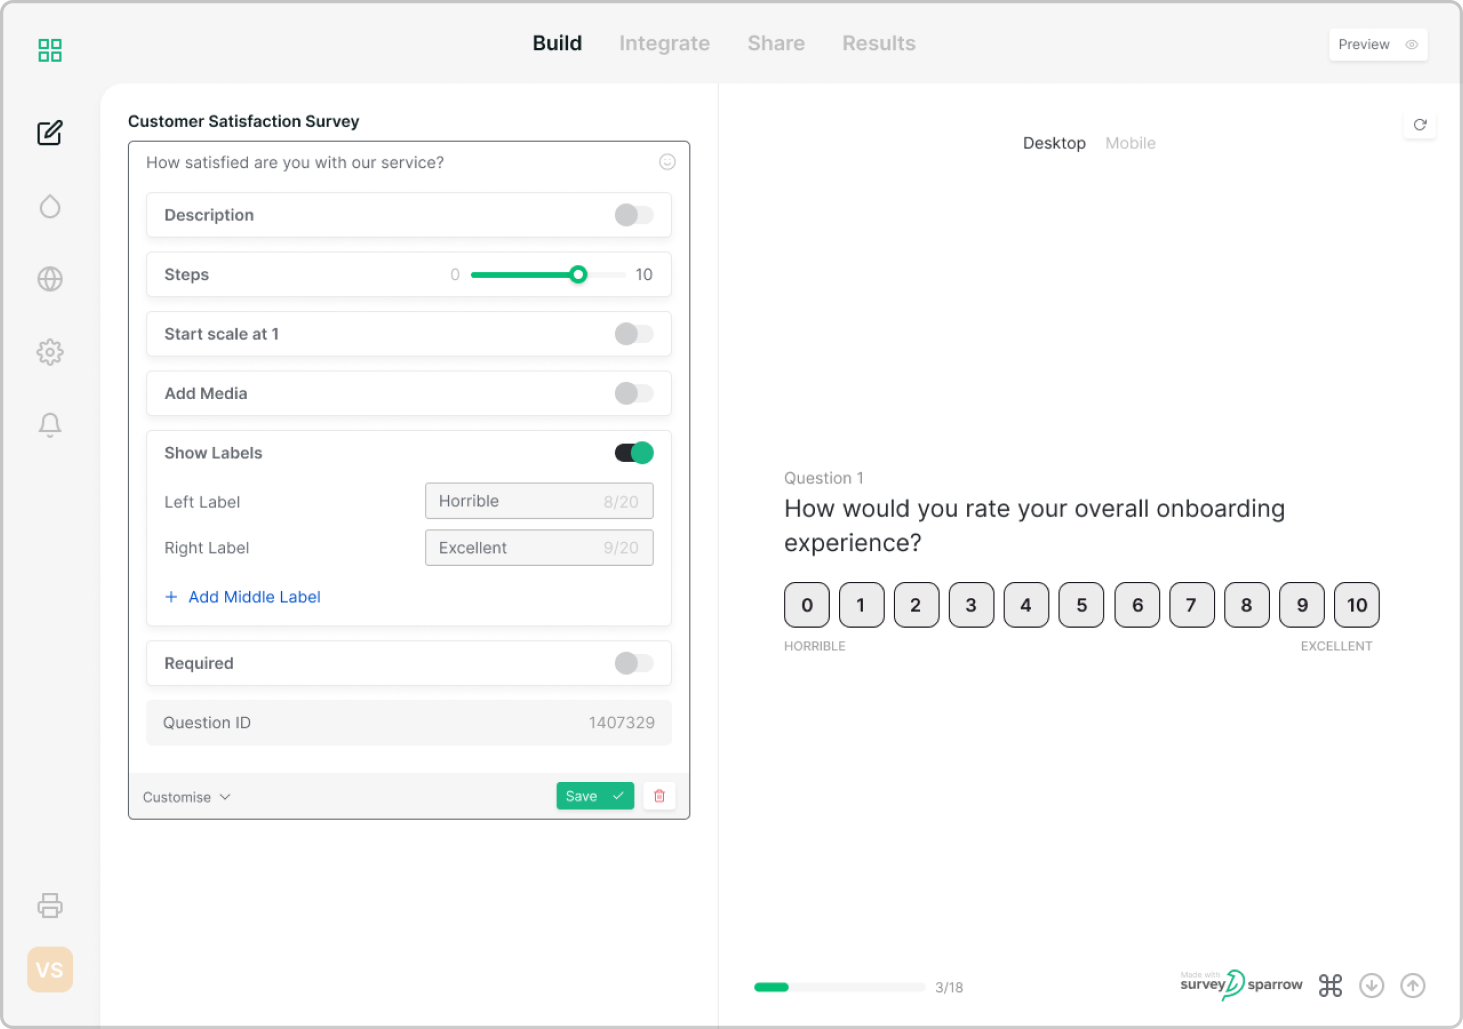 Build
Integrate
Share
Results
Preview
Customer Satisfaction Survey
How satisfied are you with our service?
Description
Steps
0
10
Start scale at 1
Add Media
Show Labels
Left Label
Horrible
8/20
Right Label
Excellent
9/20
+ Add Middle Label
Required
Question ID
1407329
Customise
Save
VS
Desktop
Mobile
Question 1
How would you rate your overall onboarding
experience?
0 1 2 3 4 5 6 7 8 9 10
HORRIBLE
EXCELLENT
3/18
Made with
surveysparrow